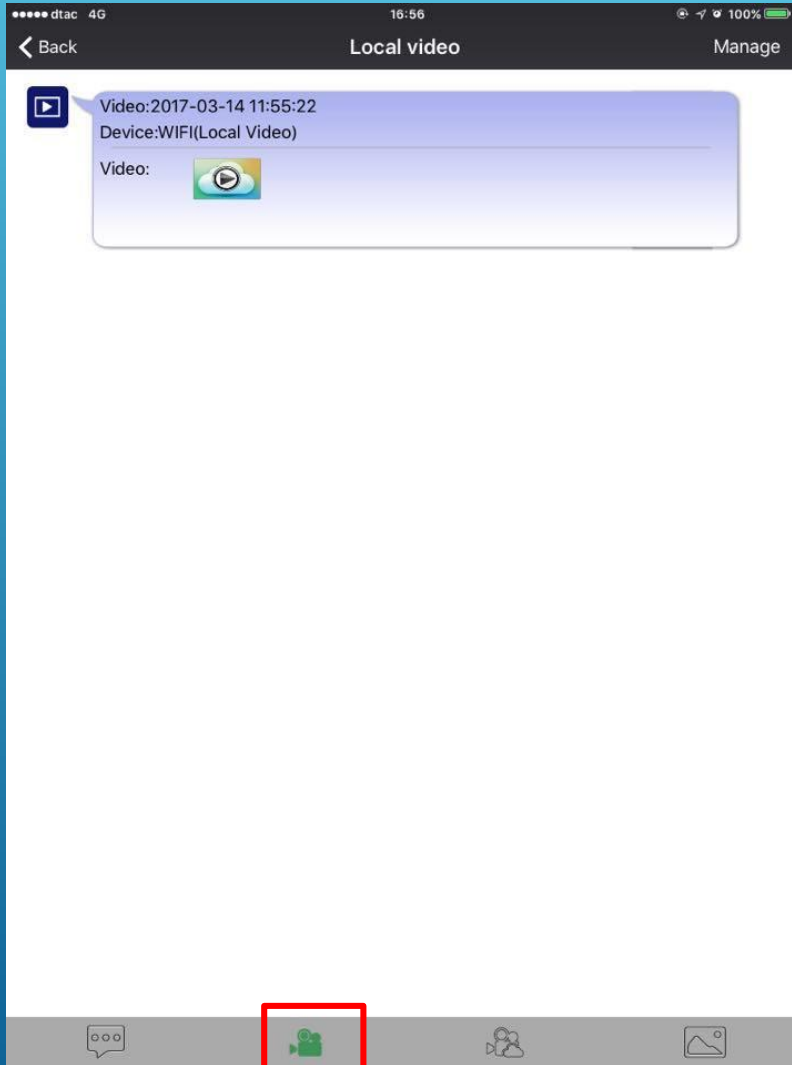 dtac 4G 16:56 100%
Back Local video Manage
Video:2017-03-14 11:55:22
Device:WIFI(Local Video)
Video: